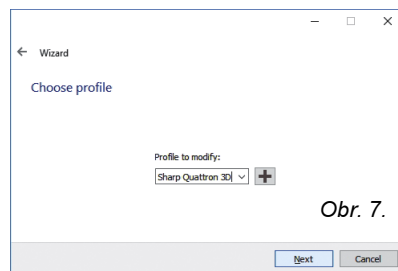 Wizard
Choose profile
Profile to modify:
Sharp Quattron 3D
Obr. 7.
Next Cancel